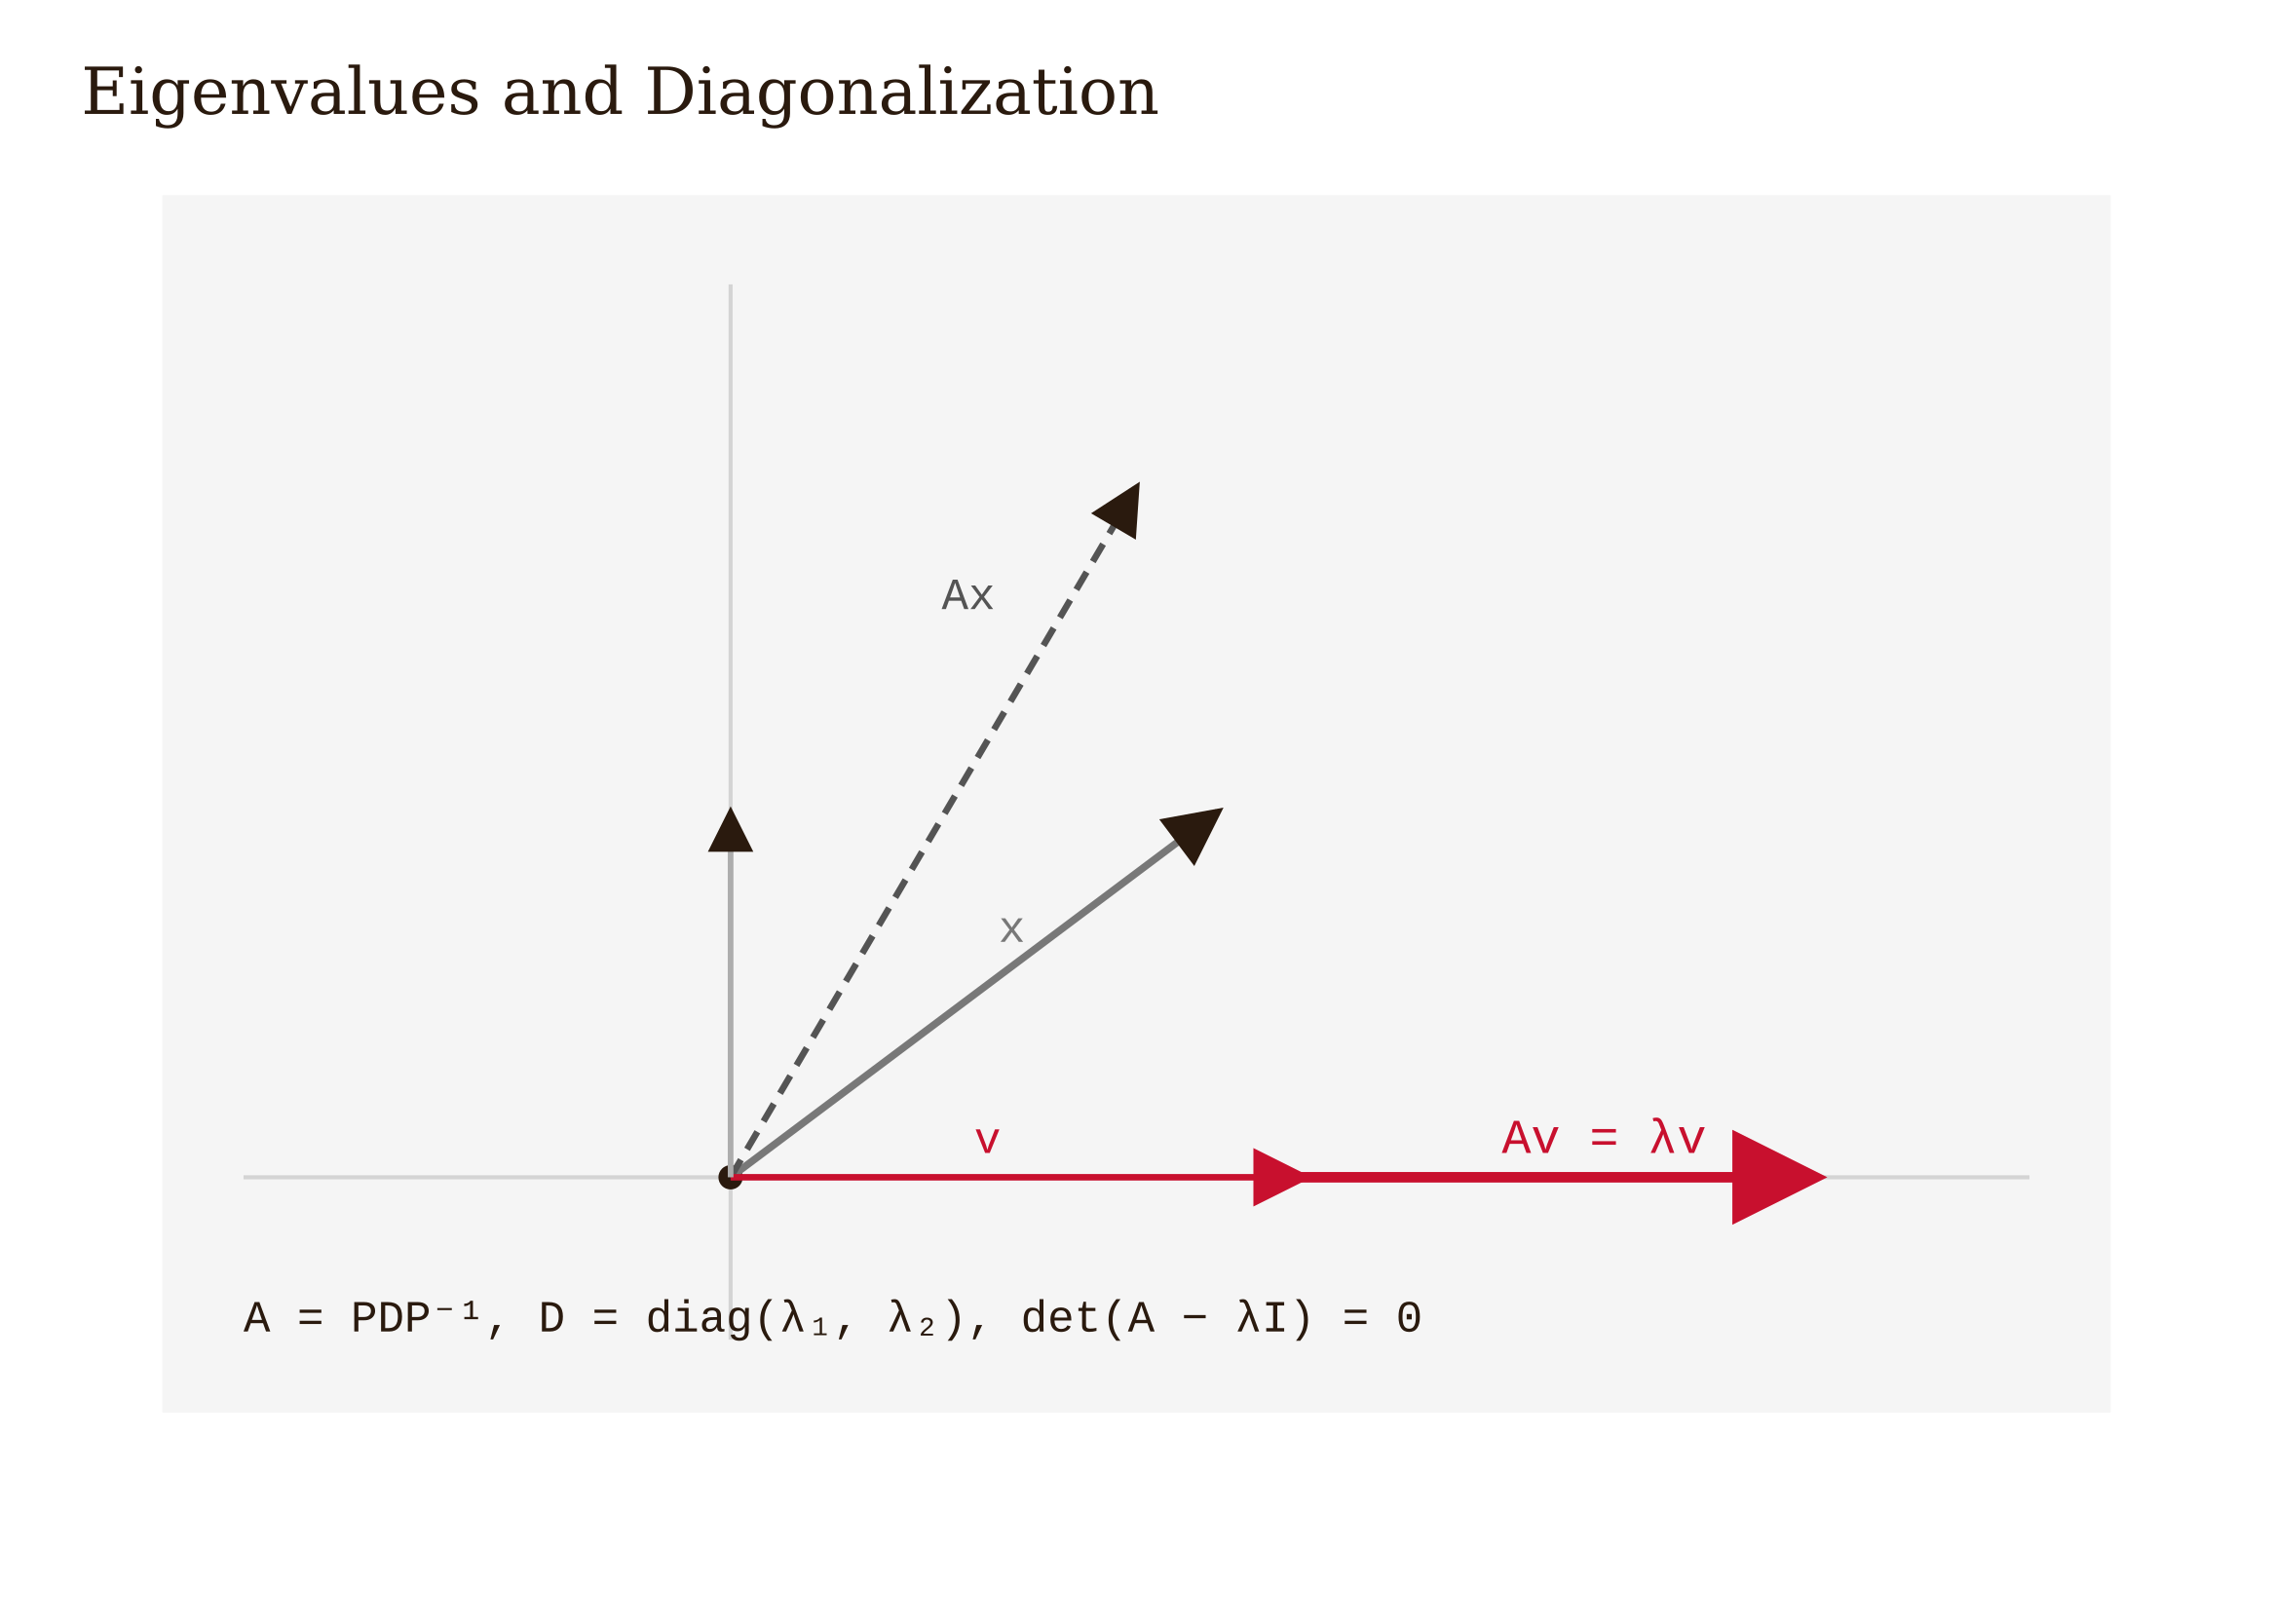 Eigenvalues and Diagonalization
Ax
x
v
Av = λv
A = PDP⁻¹, D = diag(λ₁, λ₂), det(A − λI) = 0